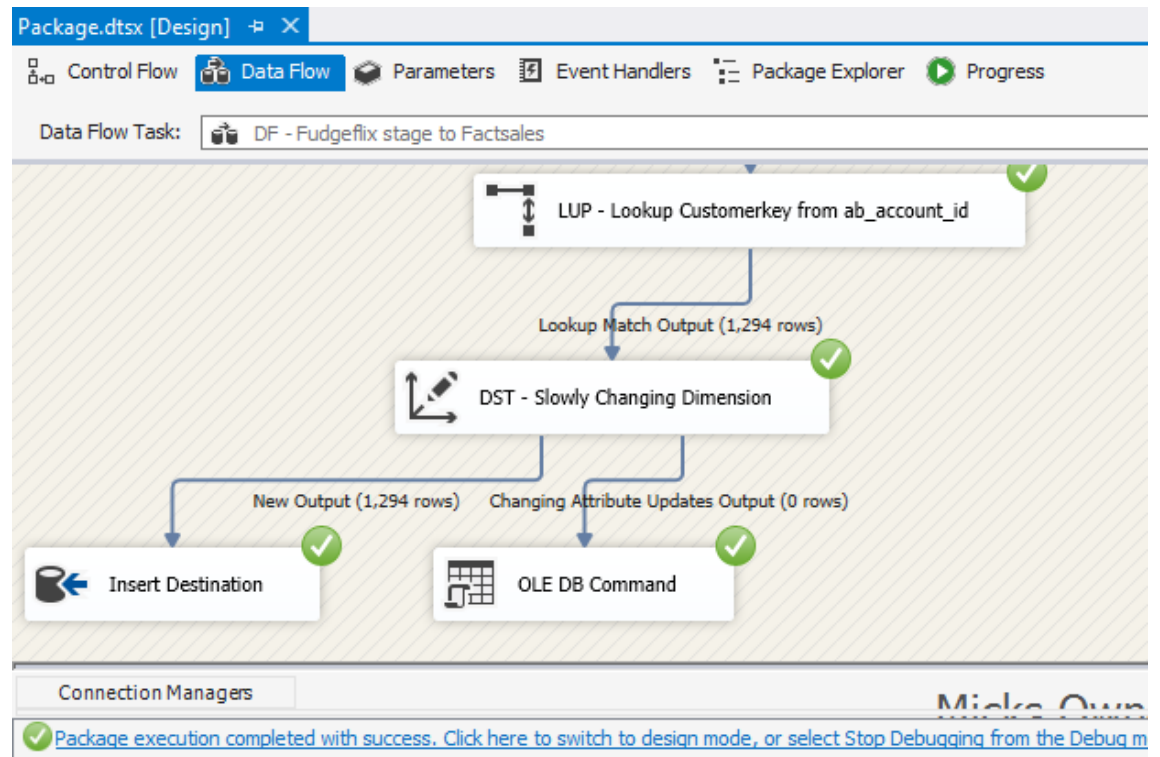 Package.dtsx [Design]
Control Flow Data Flow Parameters Event Handlers Package Explorer Progress
Data Flow Task: DF - Fudgeflix stage to Factsales
LUP - Lookup Customerkey from ab_account_id
Lookup Match Output (1,294 rows)
DST - Slowly Changing Dimension
New Output (1,294 rows) Changing Attribute Updates Output (0 rows)
Insert Destination OLE DB Command
Connection Managers
Package execution completed with success. Click here to switch to design mode, or select Stop Debugging from the Debug m